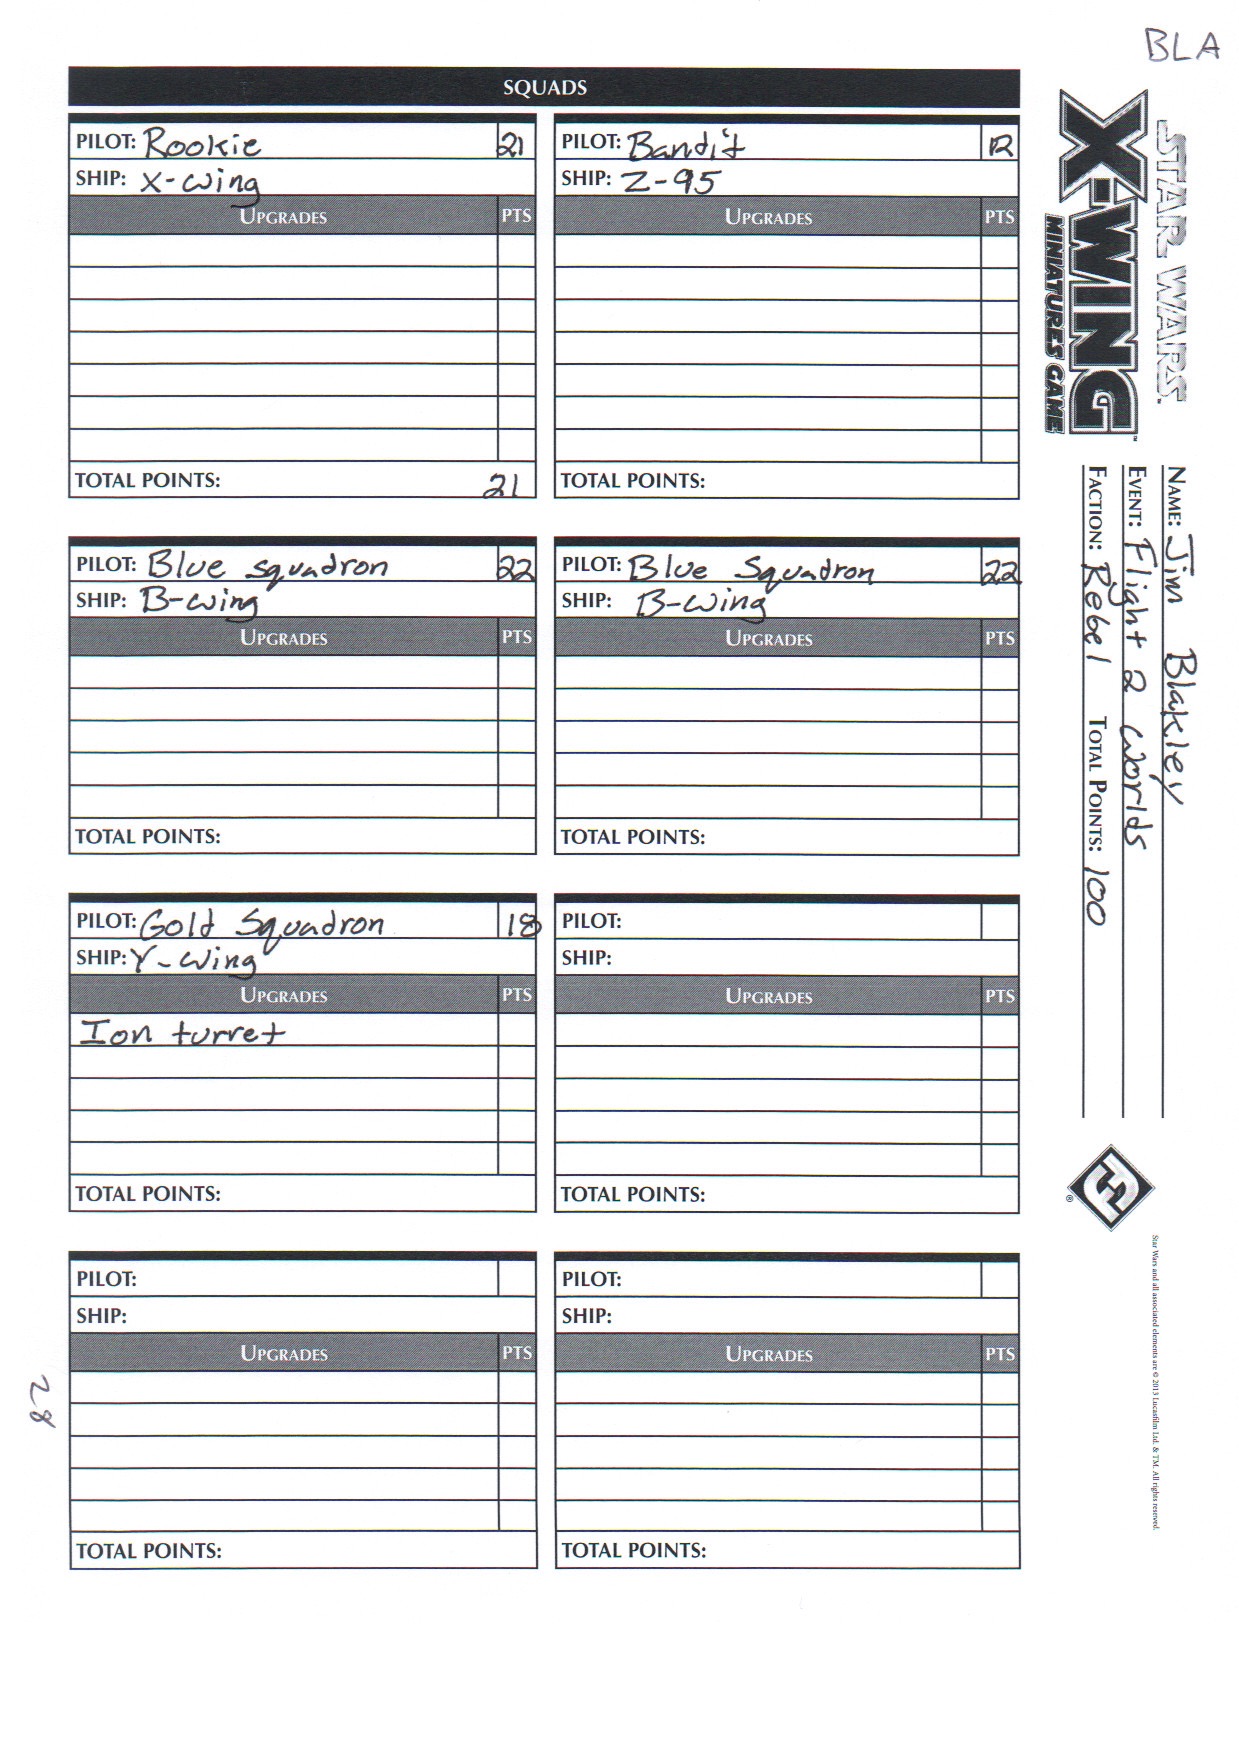 BLA
SQUADS
PILOT: Rookie 21
SHIP: X-wing
UPGRADES PTS
TOTAL POINTS: 21
PILOT: Bandit 12
SHIP: Z-95
UPGRADES PTS
TOTAL POINTS:
PILOT: Blue squadron 22
SHIP: B-wing
UPGRADES PTS
TOTAL POINTS:
PILOT: Blue Squadron 22
SHIP: B-wing
UPGRADES PTS
TOTAL POINTS:
PILOT: Gold Squadron 18
SHIP: Y-wing
UPGRADES PTS
Ion turret
TOTAL POINTS:
PILOT:
SHIP:
UPGRADES PTS
TOTAL POINTS:
PILOT:
SHIP:
UPGRADES PTS
TOTAL POINTS:
PILOT:
SHIP:
UPGRADES PTS
TOTAL POINTS:
28
STAR WARS
X-WING
MINIATURES GAME
NAME: Jim Blakley
EVENT: Flight 2 Worlds
FACTION: Rebel TOTAL POINTS: 100
Star Wars and all associated elements are © 2013 Lucasfilm Ltd. & TM. All rights reserved.